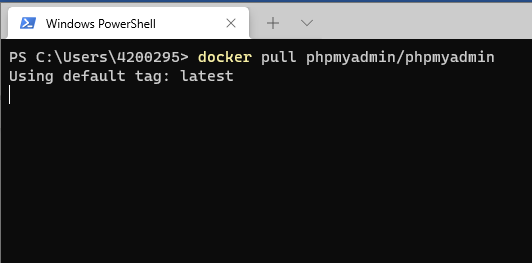 Windows PowerShell
PS C:\Users\4200295> docker pull phpmyadmin/phpmyadmin
Using default tag: latest